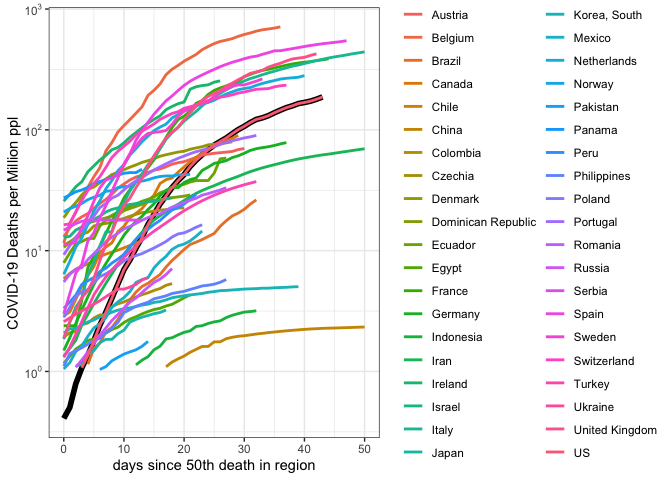 10³
10²
10¹
10⁰
COVID-19 Deaths per Million ppl
0
10
20
30
40
50
days since 50th death in region
Austria
Belgium
Brazil
Canada
Chile
China
Colombia
Czechia
Denmark
Dominican Republic
Ecuador
Egypt
France
Germany
Indonesia
Iran
Ireland
Israel
Italy
Japan
Korea, South
Mexico
Netherlands
Norway
Pakistan
Panama
Peru
Philippines
Poland
Portugal
Romania
Russia
Serbia
Spain
Sweden
Switzerland
Turkey
Ukraine
United Kingdom
US